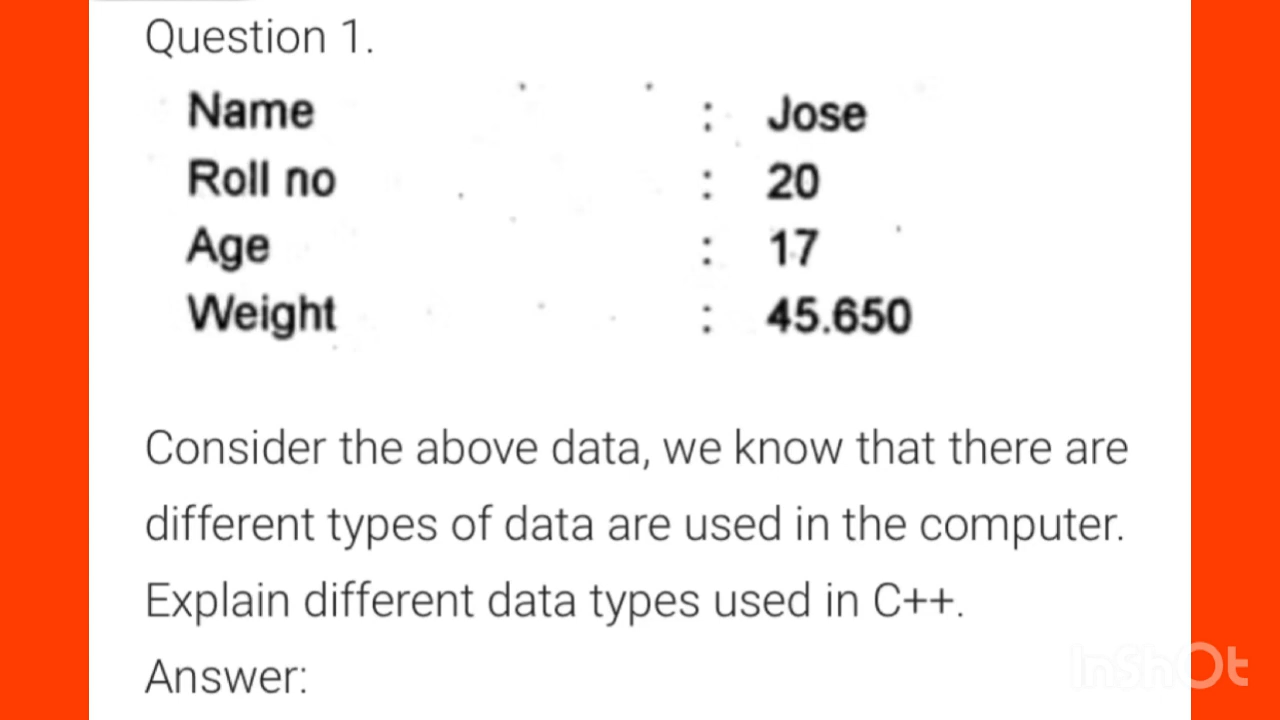 Question 1.
Name : Jose
Roll no : 20
Age : 17
Weight : 45.650
Consider the above data, we know that there are
different types of data are used in the computer.
Explain different data types used in C++.
Answer:
InShOt